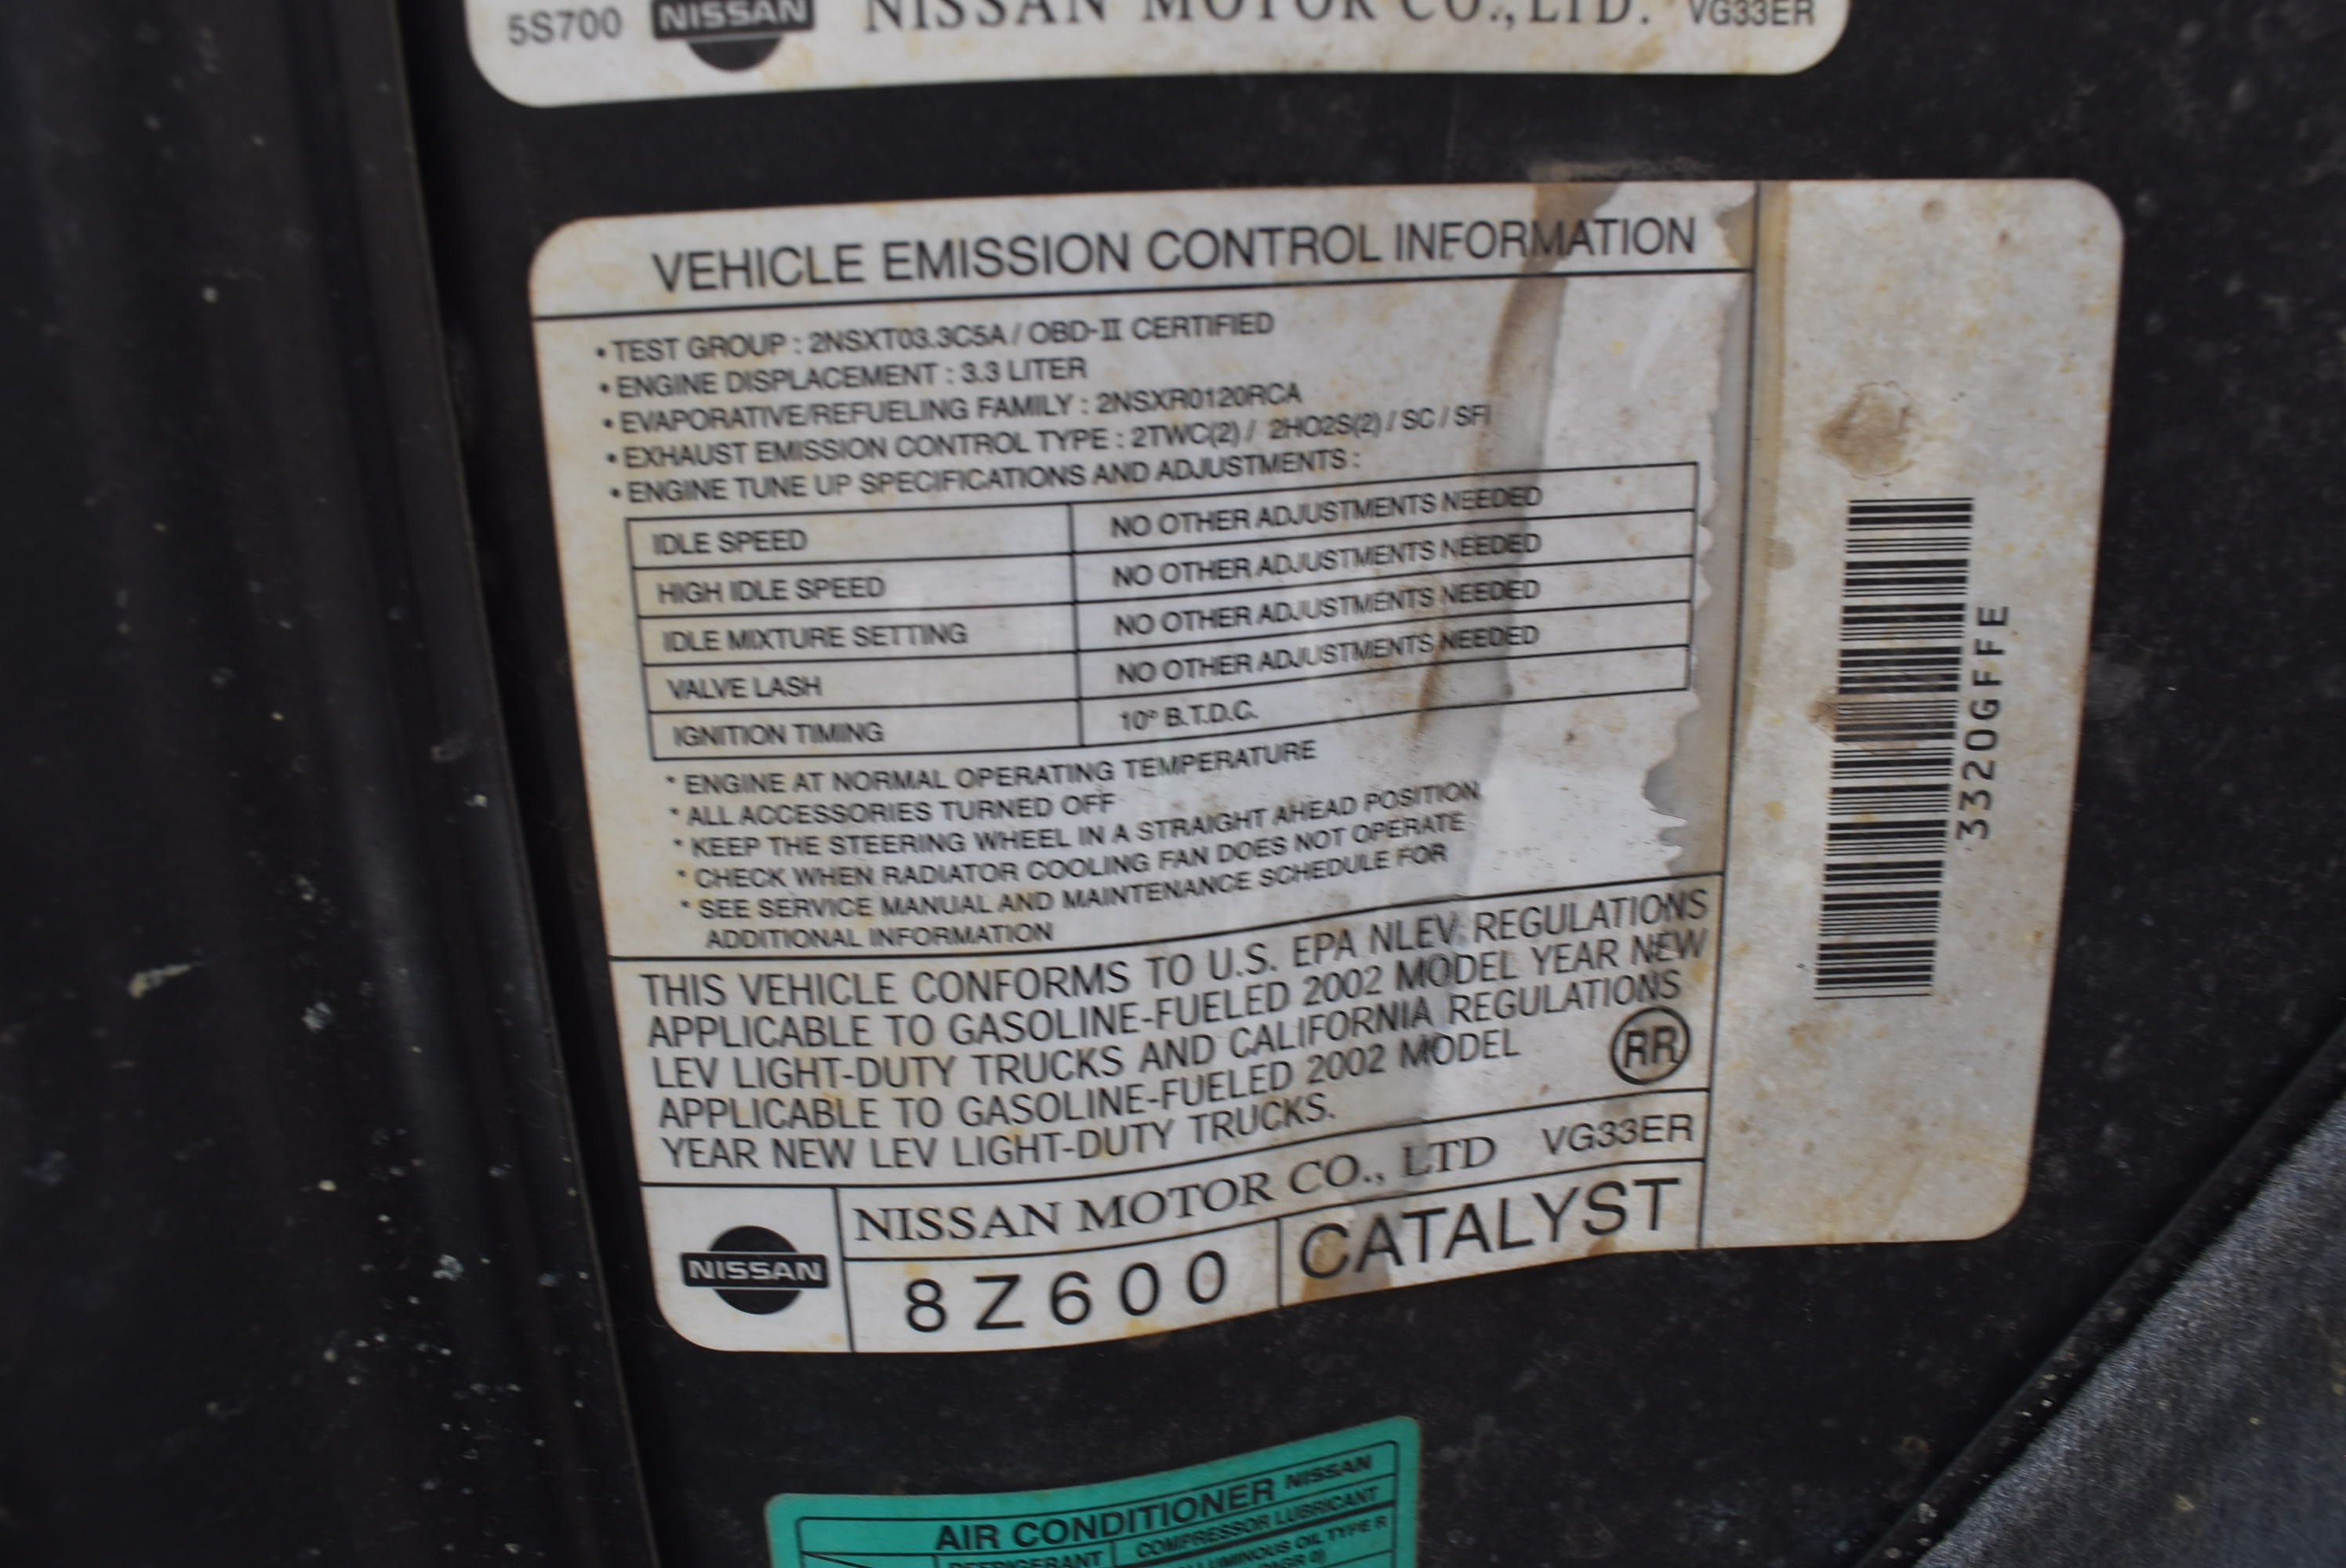 5S700 NISSAN NISSAN MOTOR CO., LTD. VG33ER
VEHICLE EMISSION CONTROL INFORMATION
• TEST GROUP : 2NSXT03.3C5A / OBD-II CERTIFIED
• ENGINE DISPLACEMENT : 3.3 LITER
• EVAPORATIVE/REFUELING FAMILY : 2NSXR0120RCA
• EXHAUST EMISSION CONTROL TYPE : 2TWC(2) / 2HO2S(2) / SC / SFI
• ENGINE TUNE UP SPECIFICATIONS AND ADJUSTMENTS :
IDLE SPEED NO OTHER ADJUSTMENTS NEEDED
HIGH IDLE SPEED NO OTHER ADJUSTMENTS NEEDED
IDLE MIXTURE SETTING NO OTHER ADJUSTMENTS NEEDED
VALVE LASH NO OTHER ADJUSTMENTS NEEDED
IGNITION TIMING 10° B.T.D.C.
* ENGINE AT NORMAL OPERATING TEMPERATURE
* ALL ACCESSORIES TURNED OFF
* KEEP THE STEERING WHEEL IN A STRAIGHT AHEAD POSITION
* CHECK WHEN RADIATOR COOLING FAN DOES NOT OPERATE
* SEE SERVICE MANUAL AND MAINTENANCE SCHEDULE FOR
ADDITIONAL INFORMATION
THIS VEHICLE CONFORMS TO U.S. EPA NLEV REGULATIONS
APPLICABLE TO GASOLINE-FUELED 2002 MODEL YEAR NEW
LEV LIGHT-DUTY TRUCKS AND CALIFORNIA REGULATIONS
APPLICABLE TO GASOLINE-FUELED 2002 MODEL
YEAR NEW LEV LIGHT-DUTY TRUCKS.
RR
NISSAN MOTOR CO., LTD VG33ER
NISSAN
8Z600 CATALYST
3320GFFE
AIR CONDITIONER NISSAN
REFRIGERANT COMPRESSOR LUBRICANT
LUMINOUS OIL TYPE R